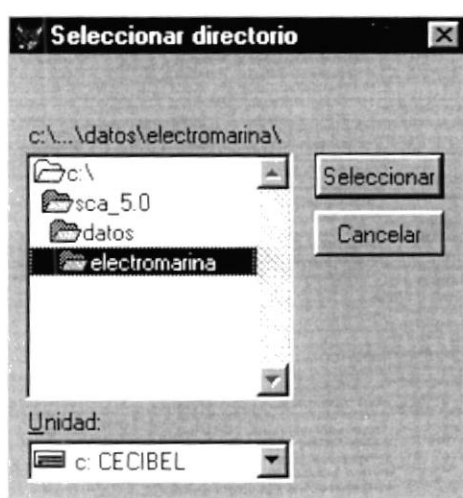 Seleccionar directorio
c:\...\datos\electromarina\
c:\
Seleccionar
sca_5.0
datos
Cancelar
electromarina
Unidad:
c: CECIBEL